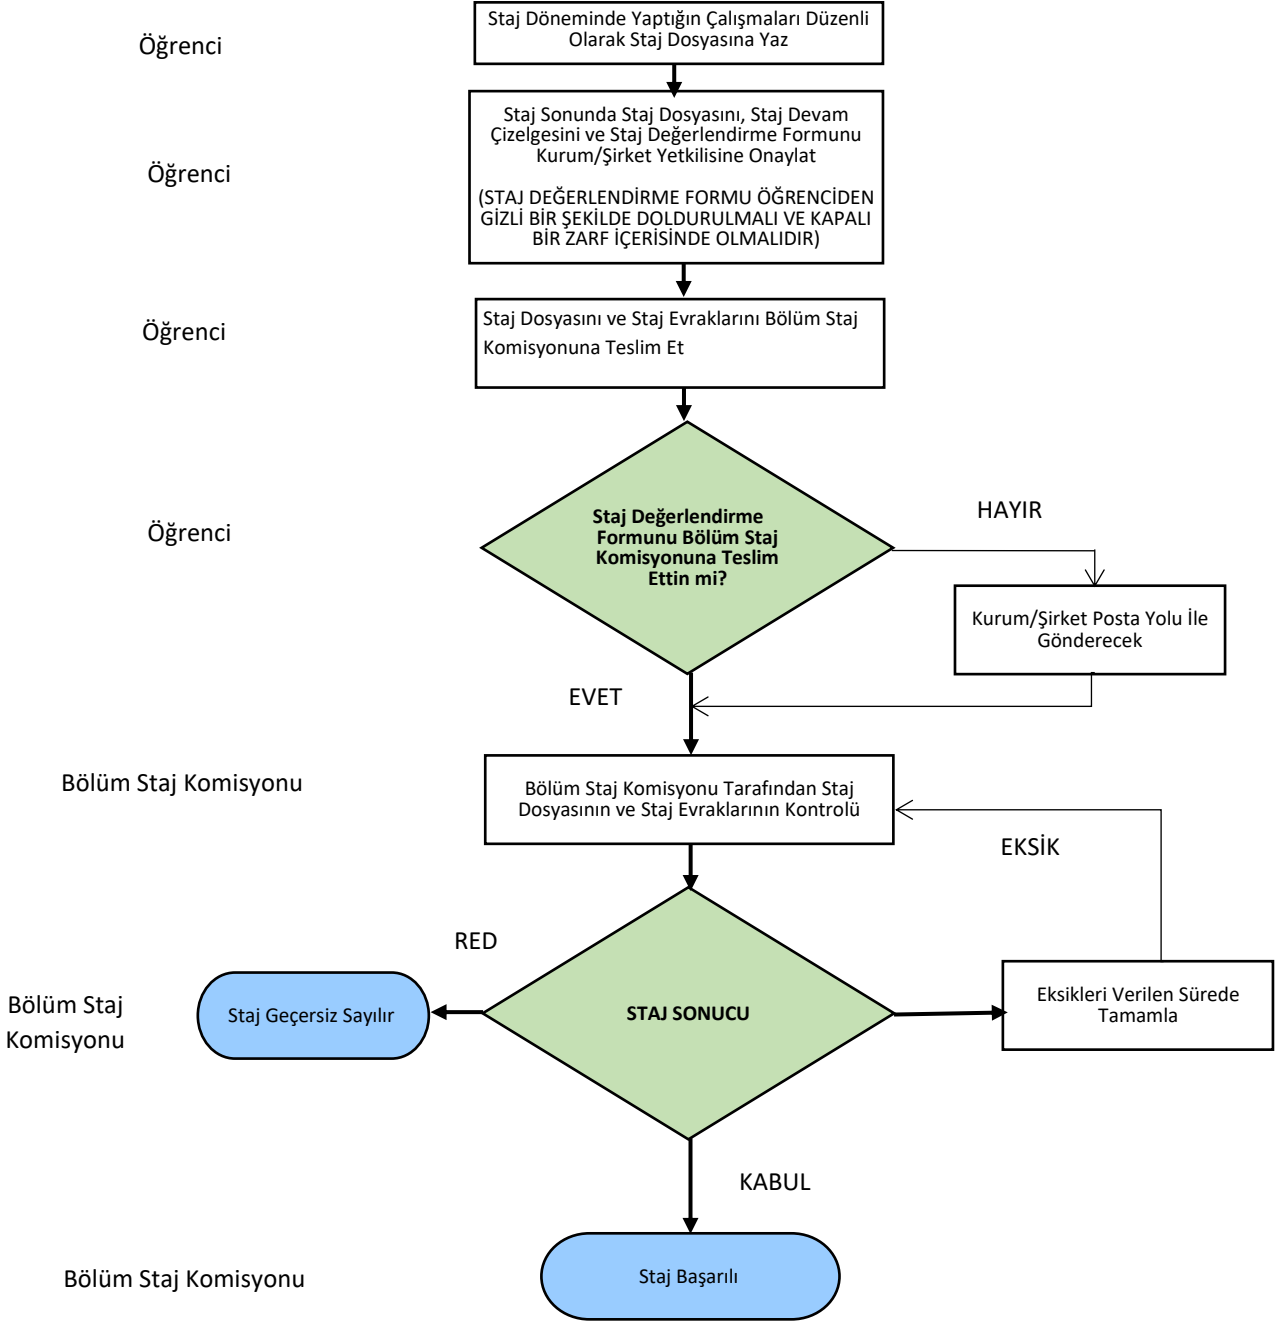 Öğrenci
Staj Döneminde Yaptığın Çalışmaları Düzenli
Olarak Staj Dosyasına Yaz
Öğrenci
Staj Sonunda Staj Dosyasını, Staj Devam
Çizelgesini ve Staj Değerlendirme Formunu
Kurum/Şirket Yetkilisine Onaylat
(STAJ DEĞERLENDİRME FORMU ÖĞRENCİDEN
GİZLİ BİR ŞEKİLDE DOLDURULMALI VE KAPALI
BİR ZARF İÇERİSİNDE OLMALIDIR)
Öğrenci
Staj Dosyasını ve Staj Evraklarını Bölüm Staj
Komisyonuna Teslim Et
Öğrenci
Staj Değerlendirme
Formunu Bölüm Staj
Komisyonuna Teslim
Ettin mi?
HAYIR
Kurum/Şirket Posta Yolu İle
Gönderecek
EVET
Bölüm Staj Komisyonu
Bölüm Staj Komisyonu Tarafından Staj
Dosyasının ve Staj Evraklarının Kontrolü
EKSİK
RED
Bölüm Staj
Komisyonu
Staj Geçersiz Sayılır
STAJ SONUCU
Eksikleri Verilen Sürede
Tamamla
KABUL
Bölüm Staj Komisyonu
Staj Başarılı